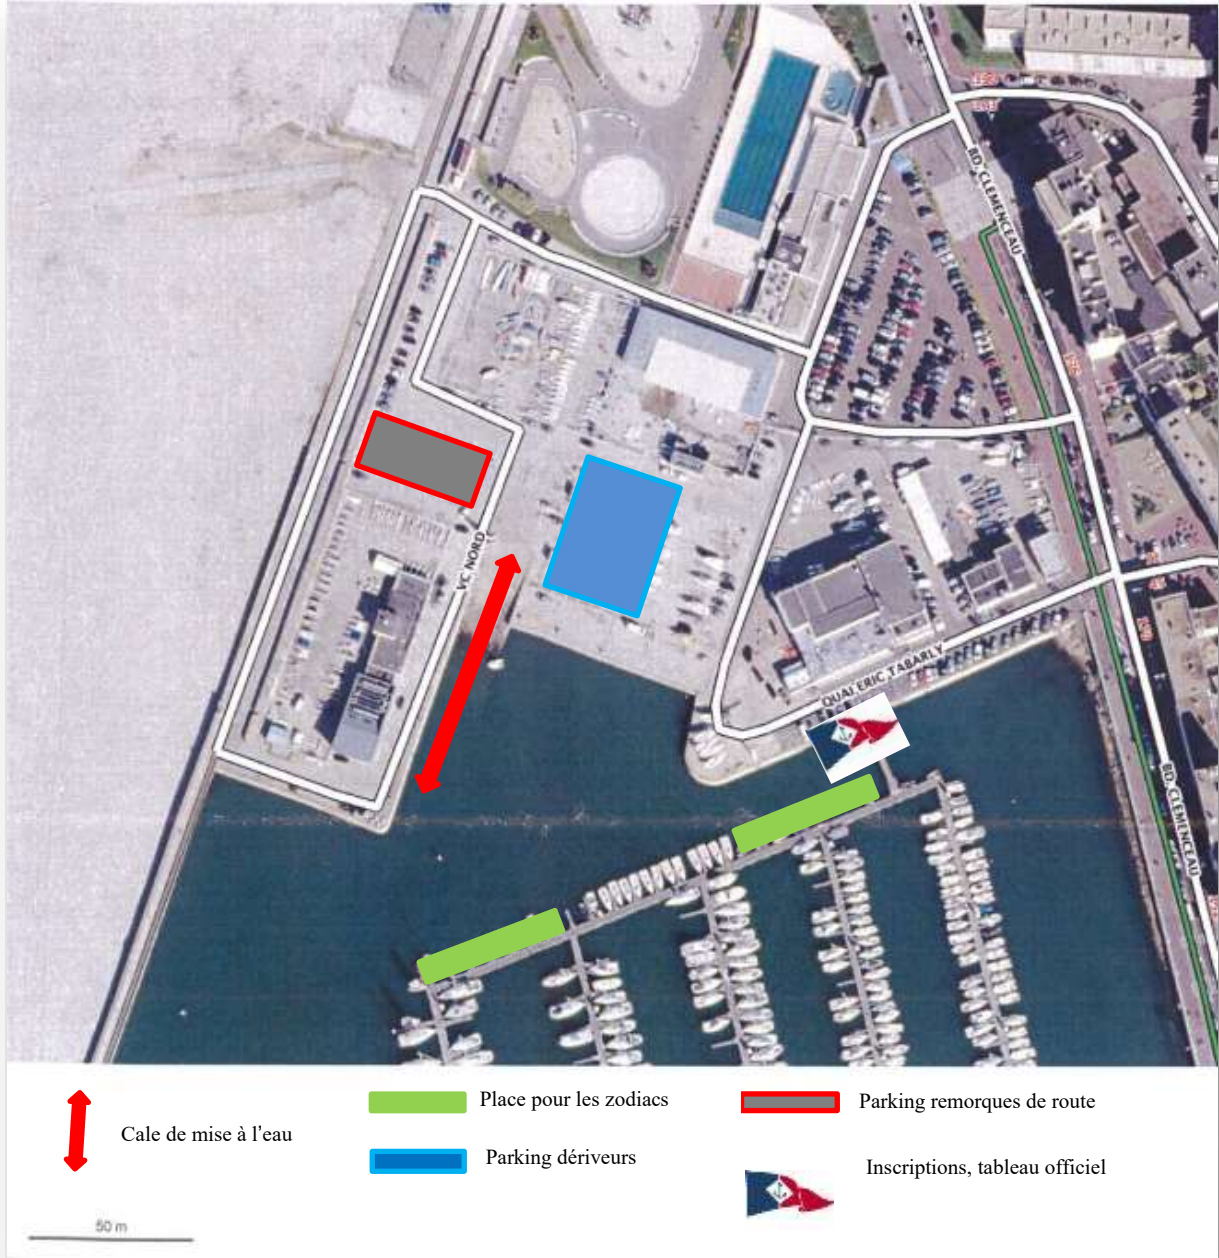 BD. CLEMENCEAU
VC NORD
QUAI ERIC TABARLY
BD. CLEMENCEAU
Cale de mise à l'eau
Place pour les zodiacs
Parking dériveurs
Parking remorques de route
Inscriptions, tableau officiel
50 m